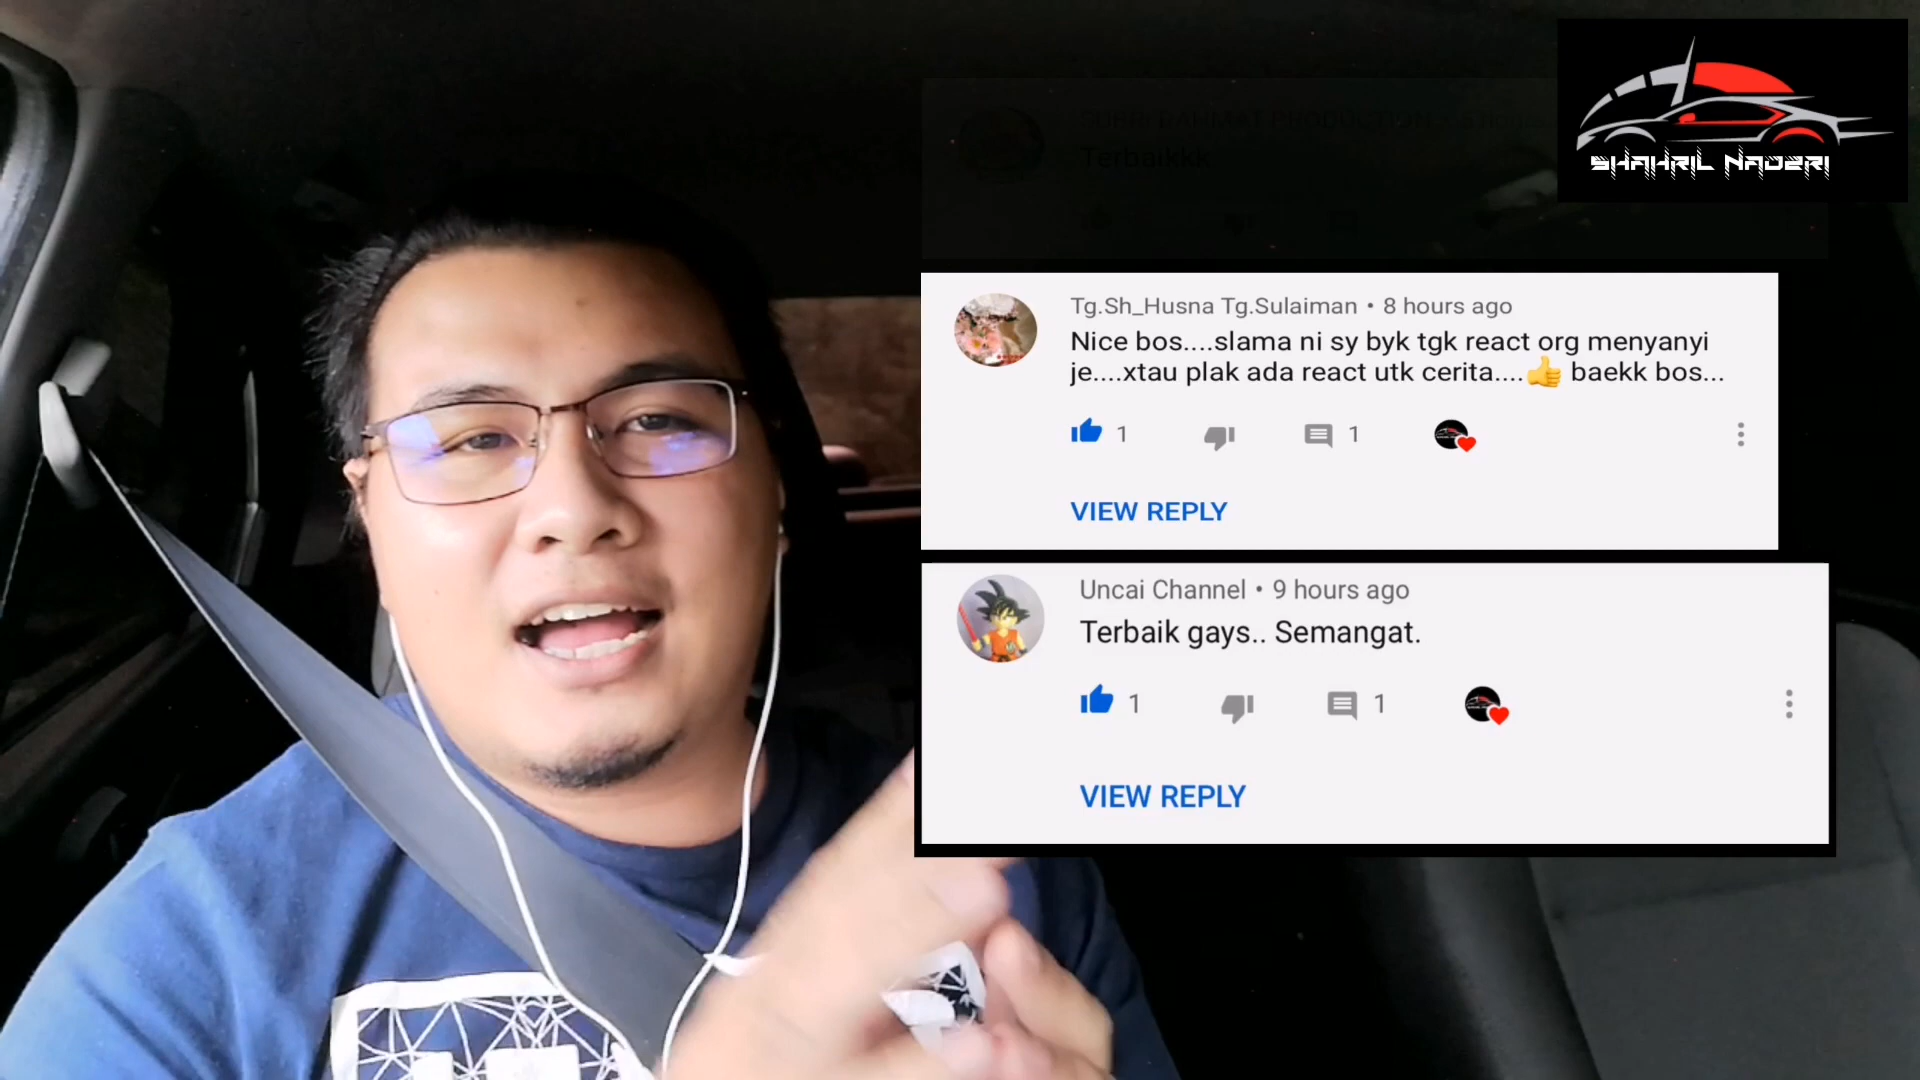 SHAHRIL NADZRI
Terbaikkk
Tg.Sh_Husna Tg.Sulaiman • 8 hours ago
Nice bos....slama ni sy byk tgk react org menyanyi
je....xtau plak ada react utk cerita....👍 baekk bos...
1
1
VIEW REPLY
Uncai Channel • 9 hours ago
Terbaik gays.. Semangat.
1
1
VIEW REPLY